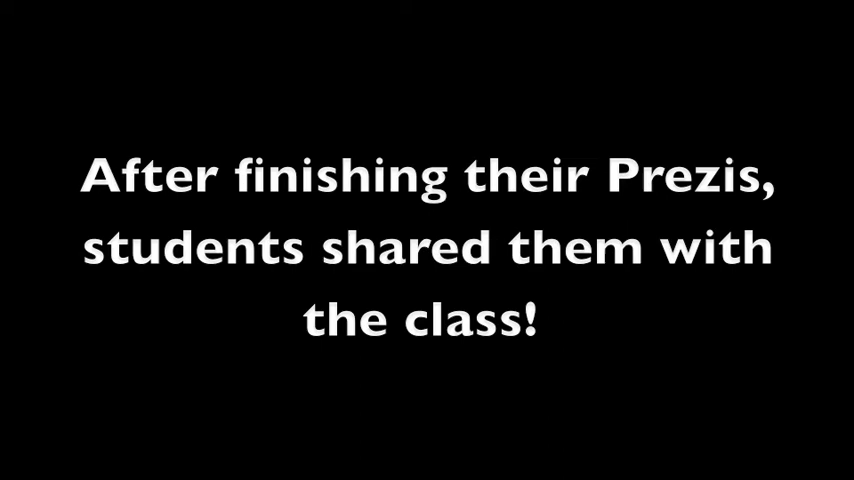 After finishing their Prezis,
students shared them with
the class!